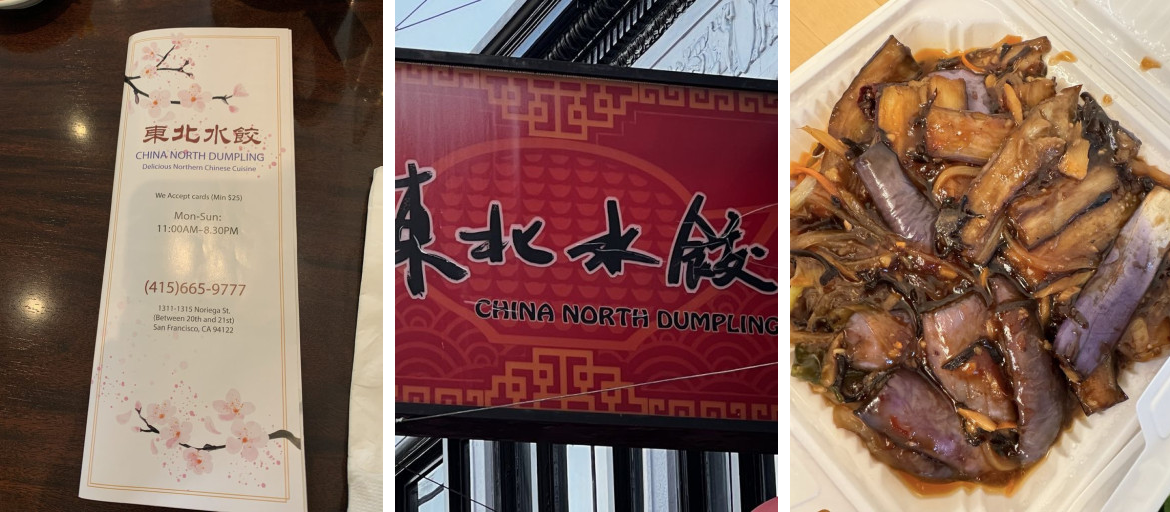 東北水餃
CHINA NORTH DUMPLING
Delicious Northern Chinese Cuisine
We Accept cards (Min $25)
Mon-Sun:
11:00AM-8.30PM
(415)665-9777
1311-1315 Noriega St,
(Between 20th and 21st)
San Francisco, CA 94122
東北水餃
CHINA NORTH DUMPLING